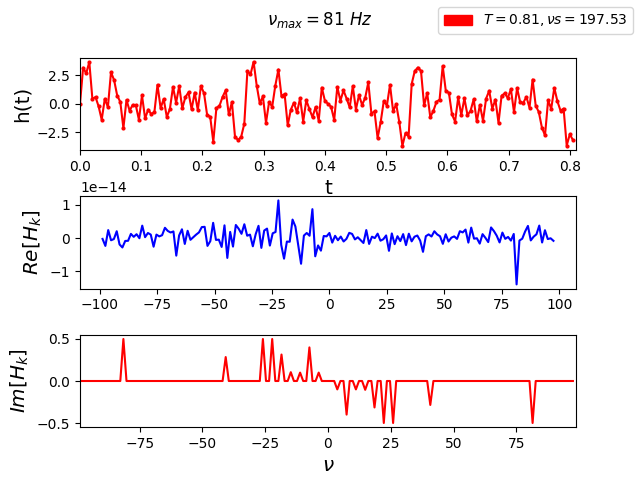 ν_max = 81 Hz
T = 0.81, νs = 197.53
h(t)
2.5
0.0
−2.5
0.0 0.1 0.2 0.3 0.4 0.5 0.6 0.7 0.8
t
1e−14
Re[H_k]
1
0
−1
−100 −75 −50 −25 0 25 50 75 100
Im[H_k]
0.5
0.0
−0.5
−75 −50 −25 0 25 50 75
ν